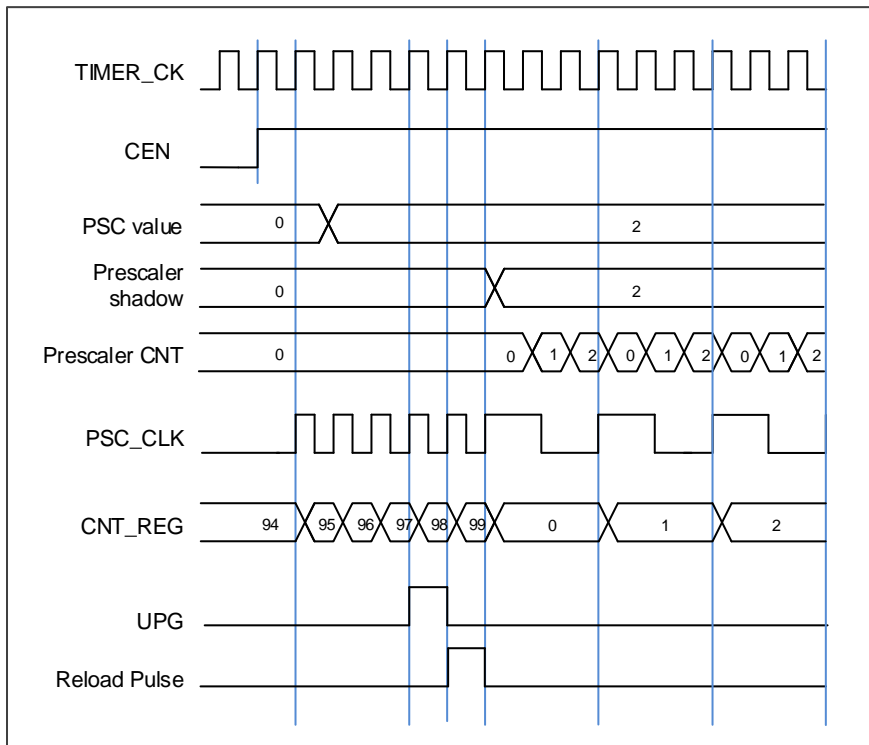 TIMER_CK
CEN
PSC value 0 2
Prescaler
shadow 0 2
Prescaler CNT 0 0 1 2 0 1 2 0 1 2
PSC_CLK
CNT_REG 94 95 96 97 98 99 0 1 2
UPG
Reload Pulse